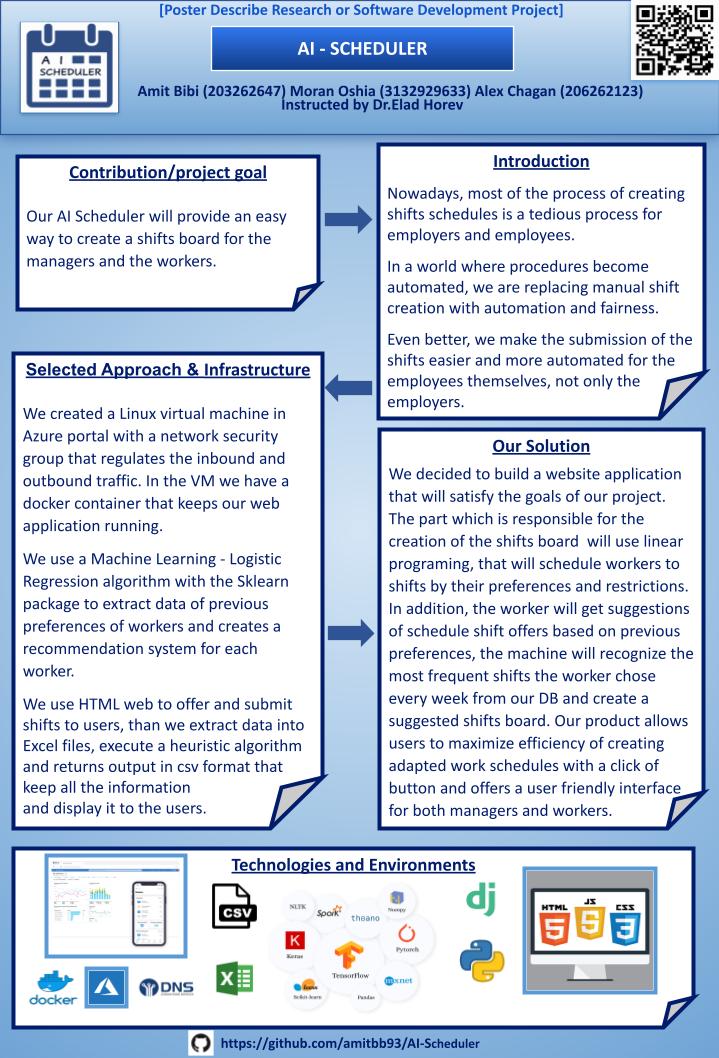 [Poster Describe Research or Software Development Project]
A I
SCHEDULER
AI - SCHEDULER
Amit Bibi (203262647) Moran Oshia (3132929633) Alex Chagan (206262123)
Instructed by Dr.Elad Horev
Contribution/project goal
Our AI Scheduler will provide an easy
way to create a shifts board for the
managers and the workers.
Introduction
Nowadays, most of the process of creating
shifts schedules is a tedious process for
employers and employees.
In a world where procedures become
automated, we are replacing manual shift
creation with automation and fairness.
Even better, we make the submission of the
shifts easier and more automated for the
employees themselves, not only the
employers.
Selected Approach & Infrastructure
We created a Linux virtual machine in
Azure portal with a network security
group that regulates the inbound and
outbound traffic. In the VM we have a
docker container that keeps our web
application running.
We use a Machine Learning - Logistic
Regression algorithm with the Sklearn
package to extract data of previous
preferences of workers and creates a
recommendation system for each
worker.
We use HTML web to offer and submit
shifts to users, than we extract data into
Excel files, execute a heuristic algorithm
and returns output in csv format that
keep all the information
and display it to the users.
Our Solution
We decided to build a website application
that will satisfy the goals of our project.
The part which is responsible for the
creation of the shifts board will use linear
programing, that will schedule workers to
shifts by their preferences and restrictions.
In addition, the worker will get suggestions
of schedule shift offers based on previous
preferences, the machine will recognize the
most frequent shifts the worker chose
every week from our DB and create a
suggested shifts board. Our product allows
users to maximize efficiency of creating
adapted work schedules with a click of
button and offers a user friendly interface
for both managers and workers.
Technologies and Environments
CSV
NLTK
Spark
theano
Numpy
Keras
TensorFlow
Pytorch
Scikit-learn
Pandas
mxnet
dj
HTML
JS
CSS
5
5
3
docker
DNS
https://github.com/amitbb93/AI-Scheduler